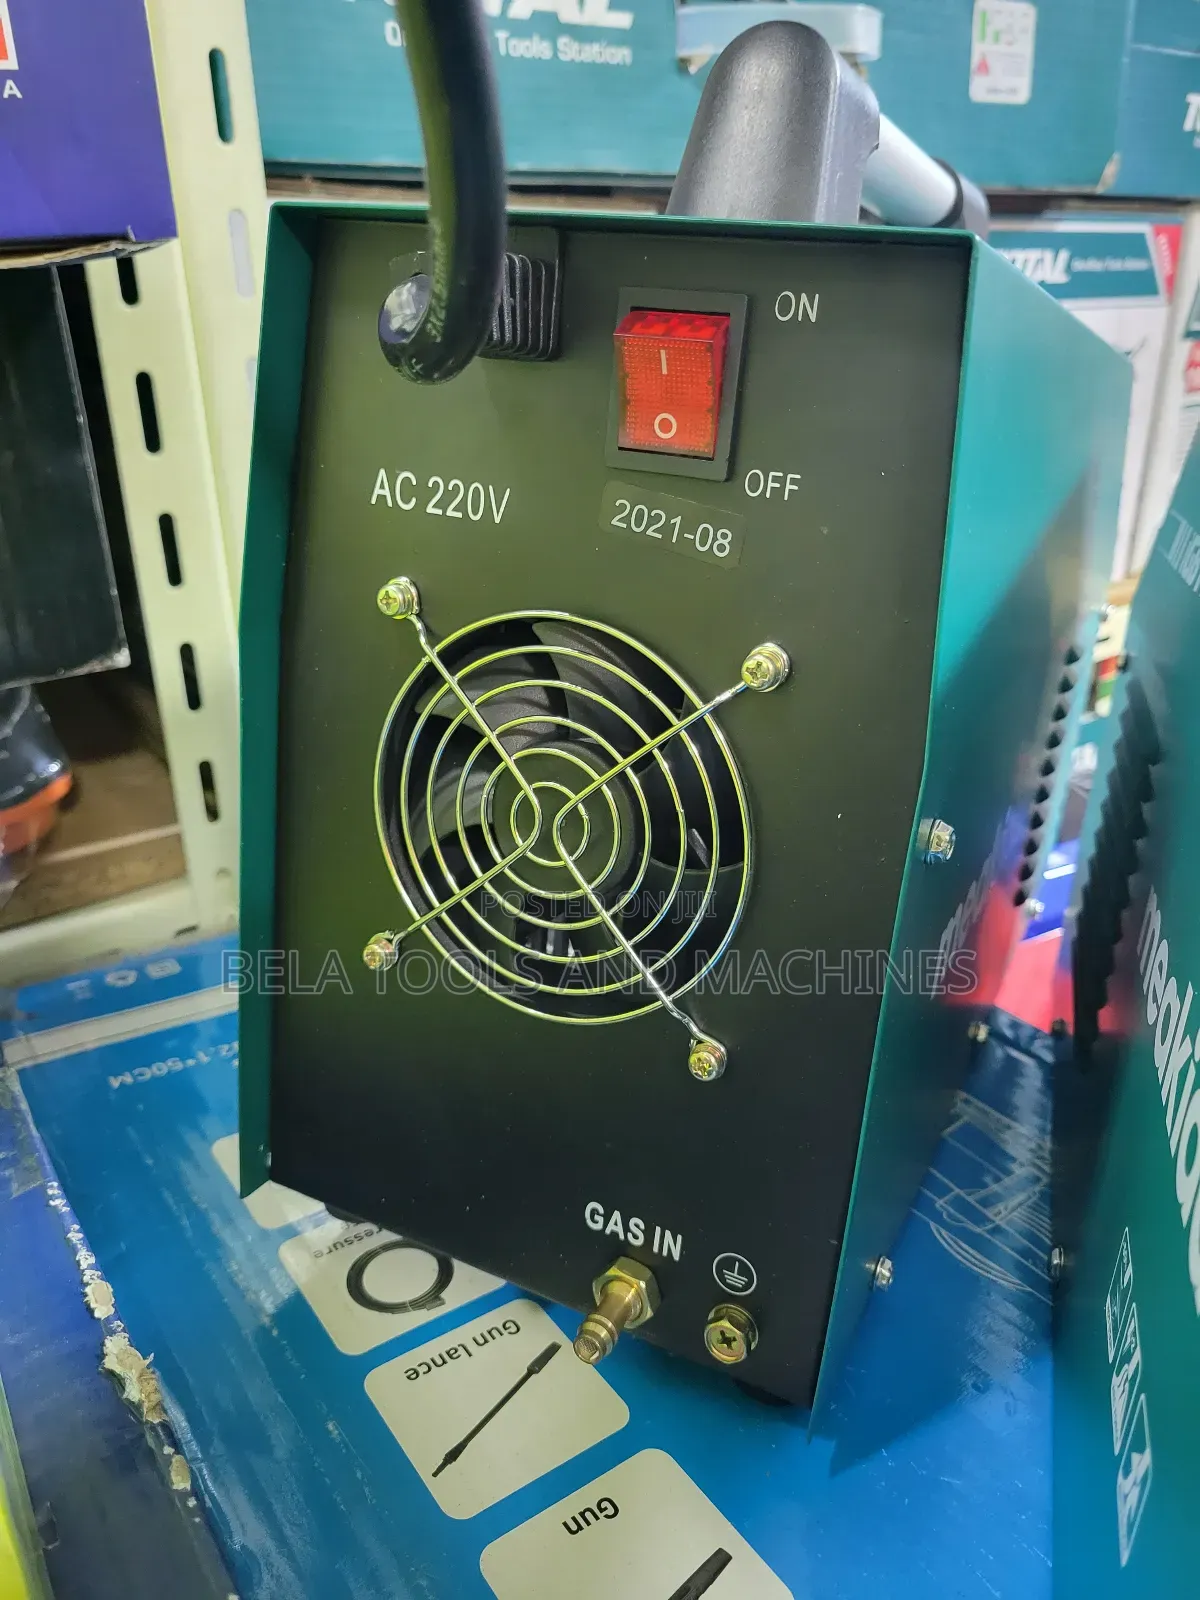 TOTAL
Tools Station
A
ON
I
O
OFF
AC 220V
2021-08
POSTED ON JIJI
BELA TOOLS AND MACHINES
GAS IN
Gun lance
Gun